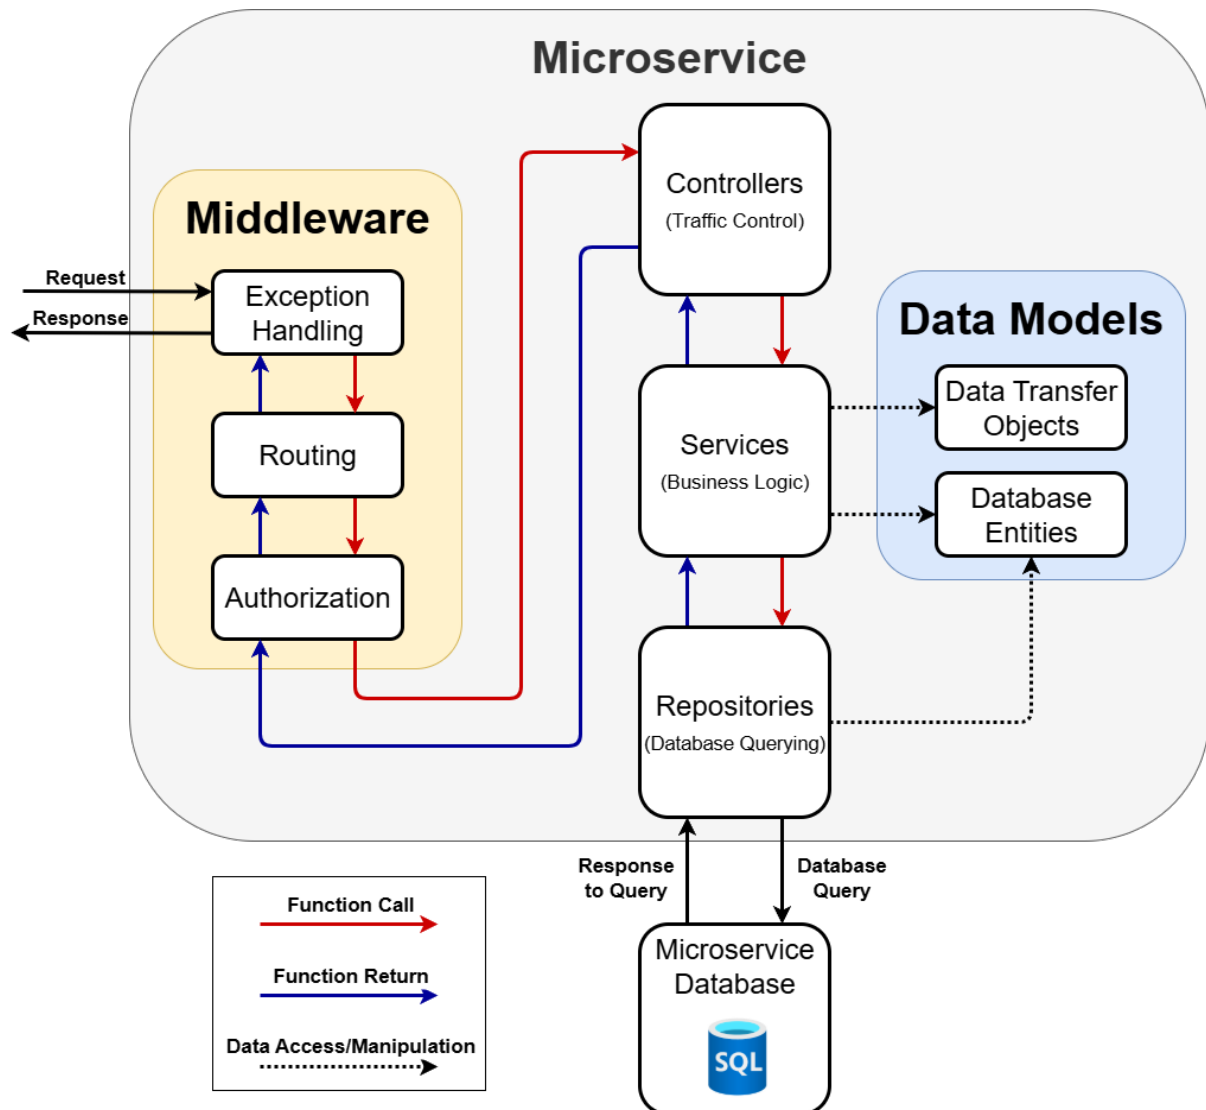 Microservice
Middleware
Request
Response
Exception
Handling
Routing
Authorization
Controllers
(Traffic Control)
Services
(Business Logic)
Repositories
(Database Querying)
Data Models
Data Transfer
Objects
Database
Entities
Response
to Query
Database
Query
Microservice
Database
SQL
Function Call
Function Return
Data Access/Manipulation